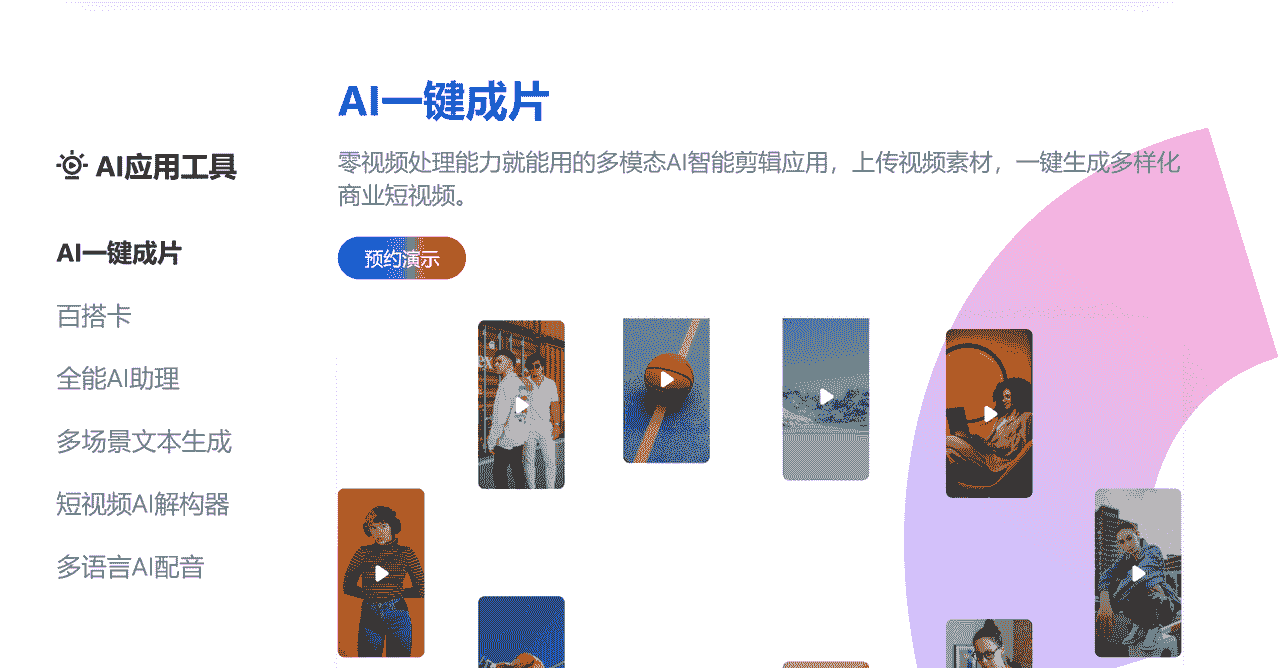 AI一键成片
AI应用工具
零视频处理能力就能用的多模态AI智能剪辑应用，上传视频素材，一键生成多样化
商业短视频。
AI一键成片
预约演示
百搭卡
全能AI助理
多场景文本生成
短视频AI解构器
多语言AI配音